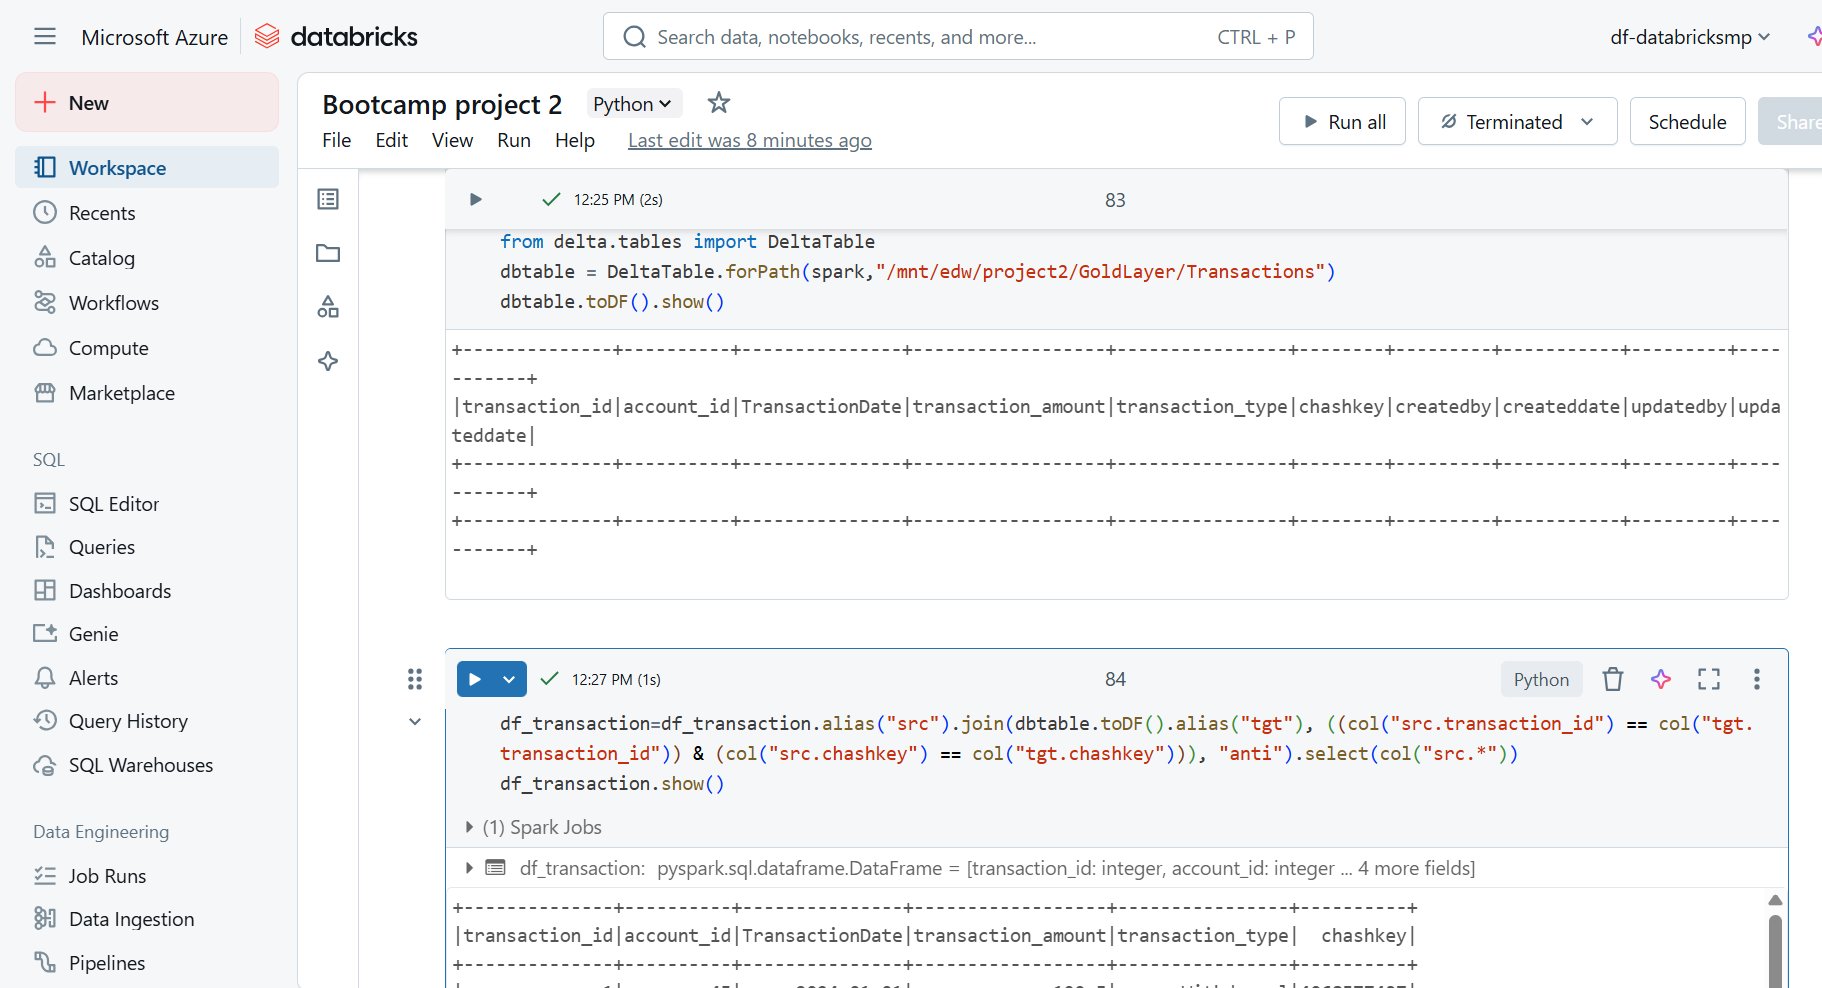 Microsoft Azure
databricks
Search data, notebooks, recents, and more...
CTRL + P
df-databricksmp
New
Workspace
Recents
Catalog
Workflows
Compute
Marketplace
SQL
SQL Editor
Queries
Dashboards
Genie
Alerts
Query History
SQL Warehouses
Data Engineering
Job Runs
Data Ingestion
Pipelines
Bootcamp project 2
Python
File Edit View Run Help
Last edit was 8 minutes ago
Run all
Terminated
Schedule
Share
12:25 PM (2s)
83
from delta.tables import DeltaTable
dbtable = DeltaTable.forPath(spark,"/mnt/edw/project2/GoldLayer/Transactions")
dbtable.toDF().show()
+--------------+----------+---------------+------------------+----------------+--------+---------+-----------+---------+----
-------+
|transaction_id|account_id|TransactionDate|transaction_amount|transaction_type|chashkey|createdby|createddate|updatedby|upda
teddate|
+--------------+----------+---------------+------------------+----------------+--------+---------+-----------+---------+----
-------+
+--------------+----------+---------------+------------------+----------------+--------+---------+-----------+---------+----
-------+
12:27 PM (1s)
84
Python
df_transaction=df_transaction.alias("src").join(dbtable.toDF().alias("tgt"), ((col("src.transaction_id") == col("tgt.
transaction_id")) & (col("src.chashkey") == col("tgt.chashkey"))), "anti").select(col("src.*"))
df_transaction.show()
(1) Spark Jobs
df_transaction: pyspark.sql.dataframe.DataFrame = [transaction_id: integer, account_id: integer ... 4 more fields]
+--------------+----------+---------------+------------------+----------------+----------+
|transaction_id|account_id|TransactionDate|transaction_amount|transaction_type|  chashkey|
+--------------+----------+---------------+------------------+----------------+----------+